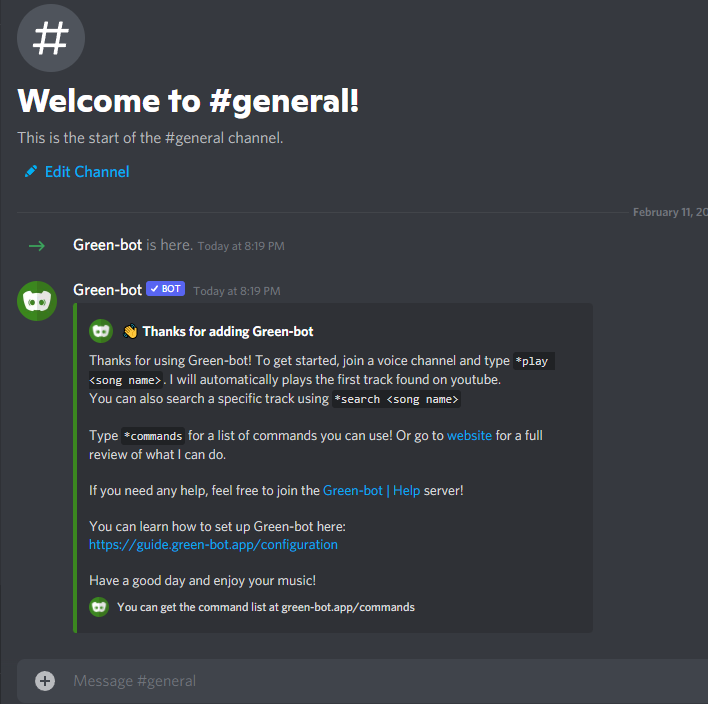 #
Welcome to #general!
This is the start of the #general channel.
Edit Channel
February 11, 20
Green-bot is here. Today at 8:19 PM
Green-bot ✓ BOT Today at 8:19 PM
👋 Thanks for adding Green-bot
Thanks for using Green-bot! To get started, join a voice channel and type *play
<song name>. I will automatically plays the first track found on youtube.
You can also search a specific track using *search <song name>
Type *commands for a list of commands you can use! Or go to website for a full
review of what I can do.
If you need any help, feel free to join the Green-bot | Help server!
You can learn how to set up Green-bot here:
https://guide.green-bot.app/configuration
Have a good day and enjoy your music!
You can get the command list at green-bot.app/commands
Message #general